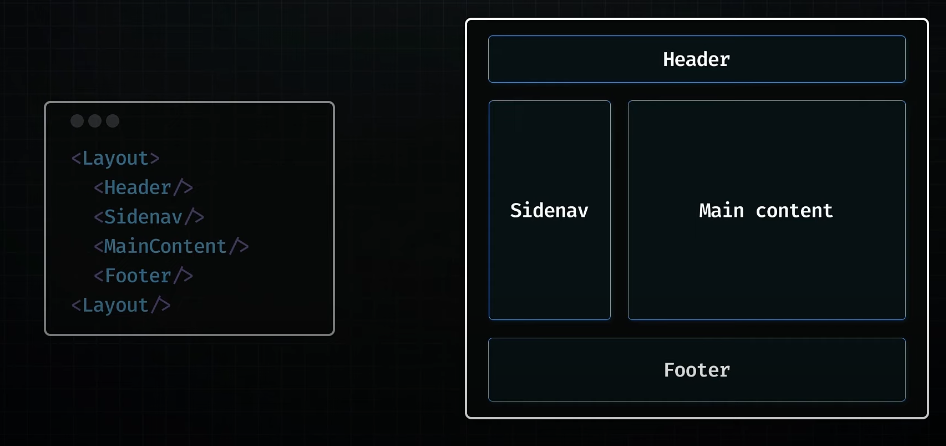 <Layout>
<Header/>
<Sidenav/>
<MainContent/>
<Footer/>
<Layout/>
Header
Sidenav
Main content
Footer